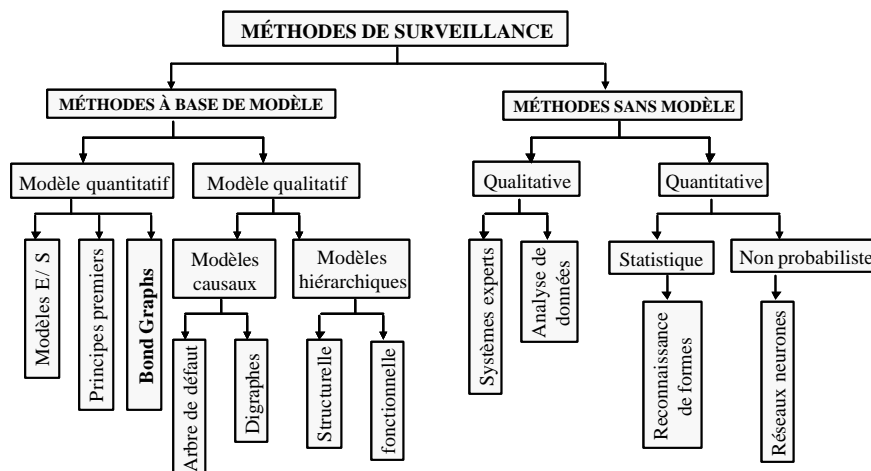 MÉTHODES DE SURVEILLANCE
MÉTHODES À BASE DE MODÈLE
MÉTHODES SANS MODÈLE
Modèle quantitatif
Modèle qualitatif
Qualitative
Quantitative
Modèles E/ S
Principes premiers
Bond Graphs
Modèles
causaux
Modèles
hiérarchiques
Systèmes experts
Analyse de
données
Statistique
Non probabiliste
Arbre de défaut
Digraphes
Structurelle
fonctionnelle
Reconnaissance
de formes
Réseaux neurones